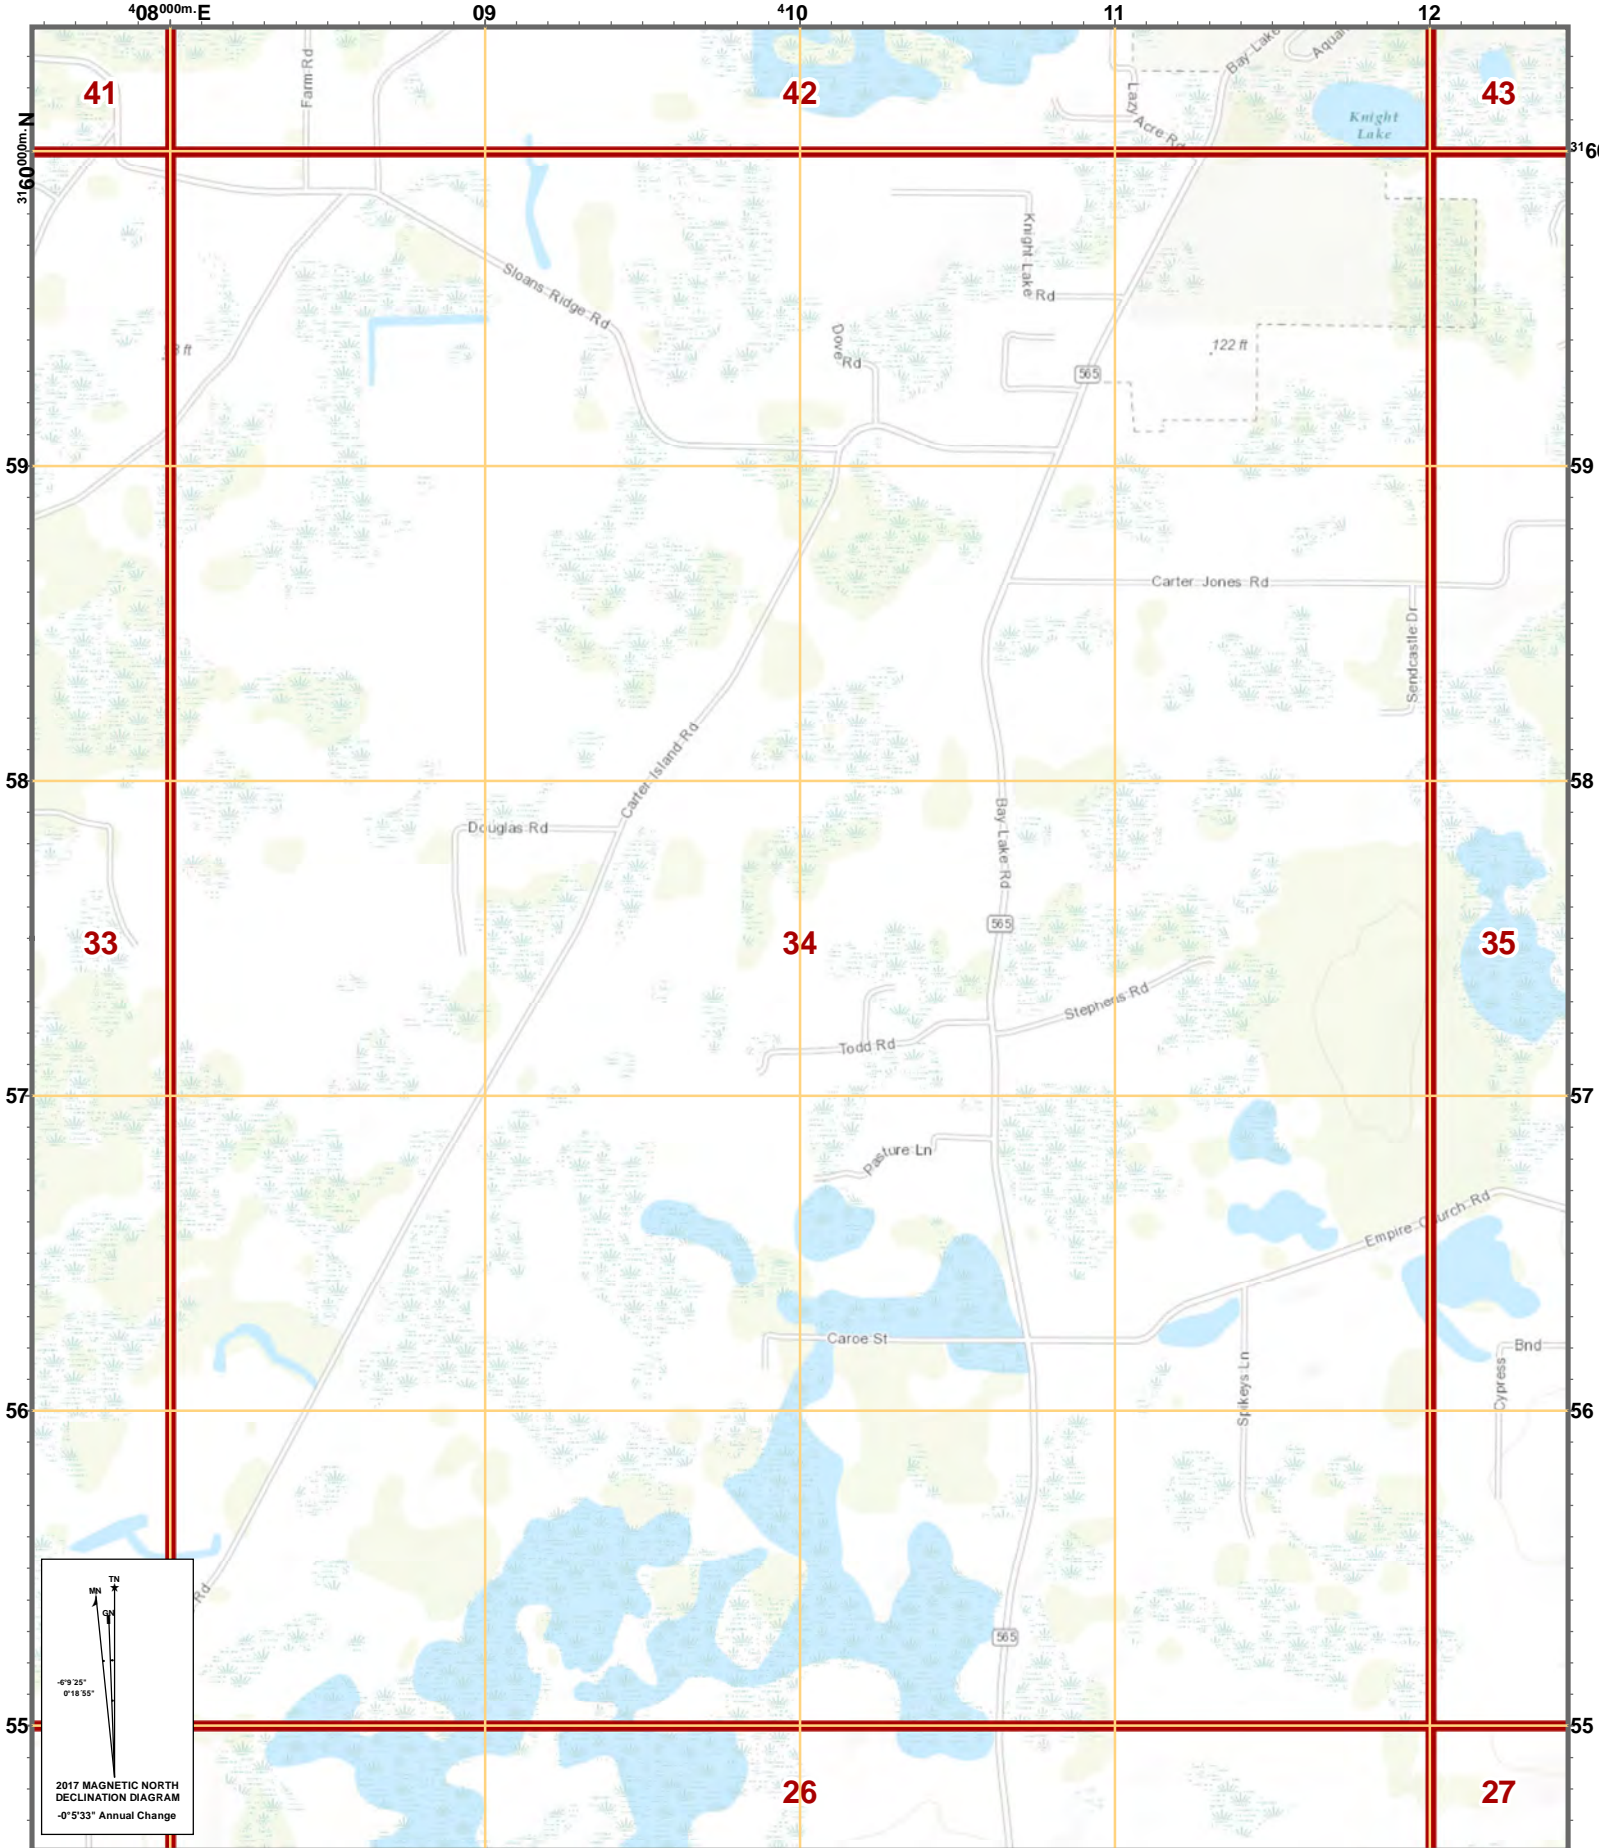 408000m.E
09
410
11
12
Farm Rd
Bay-Lake
41
42
43
Lazy
Acre Rd
Knight
Lake
3160000m.N
Knight Lake
Rd
Sloans Ridge Rd
Dove
Rd
122 ft
565
59
59
Carter Jones Rd
Sendcastle Dr
Carter Island Rd
58
58
Douglas Rd
Bay Lake Rd
565
33
34
35
Stephens Rd
Todd Rd
57
57
Pasture Ln
Empire Church Rd
Caroe St
Bnd
Spikeys Ln
Cypress
56
56
Rd
565
TN
MN
GN
-6°9'25"
0°18'55"
55
55
2017 MAGNETIC NORTH
DECLINATION DIAGRAM
-0°5'33" Annual Change
26
27